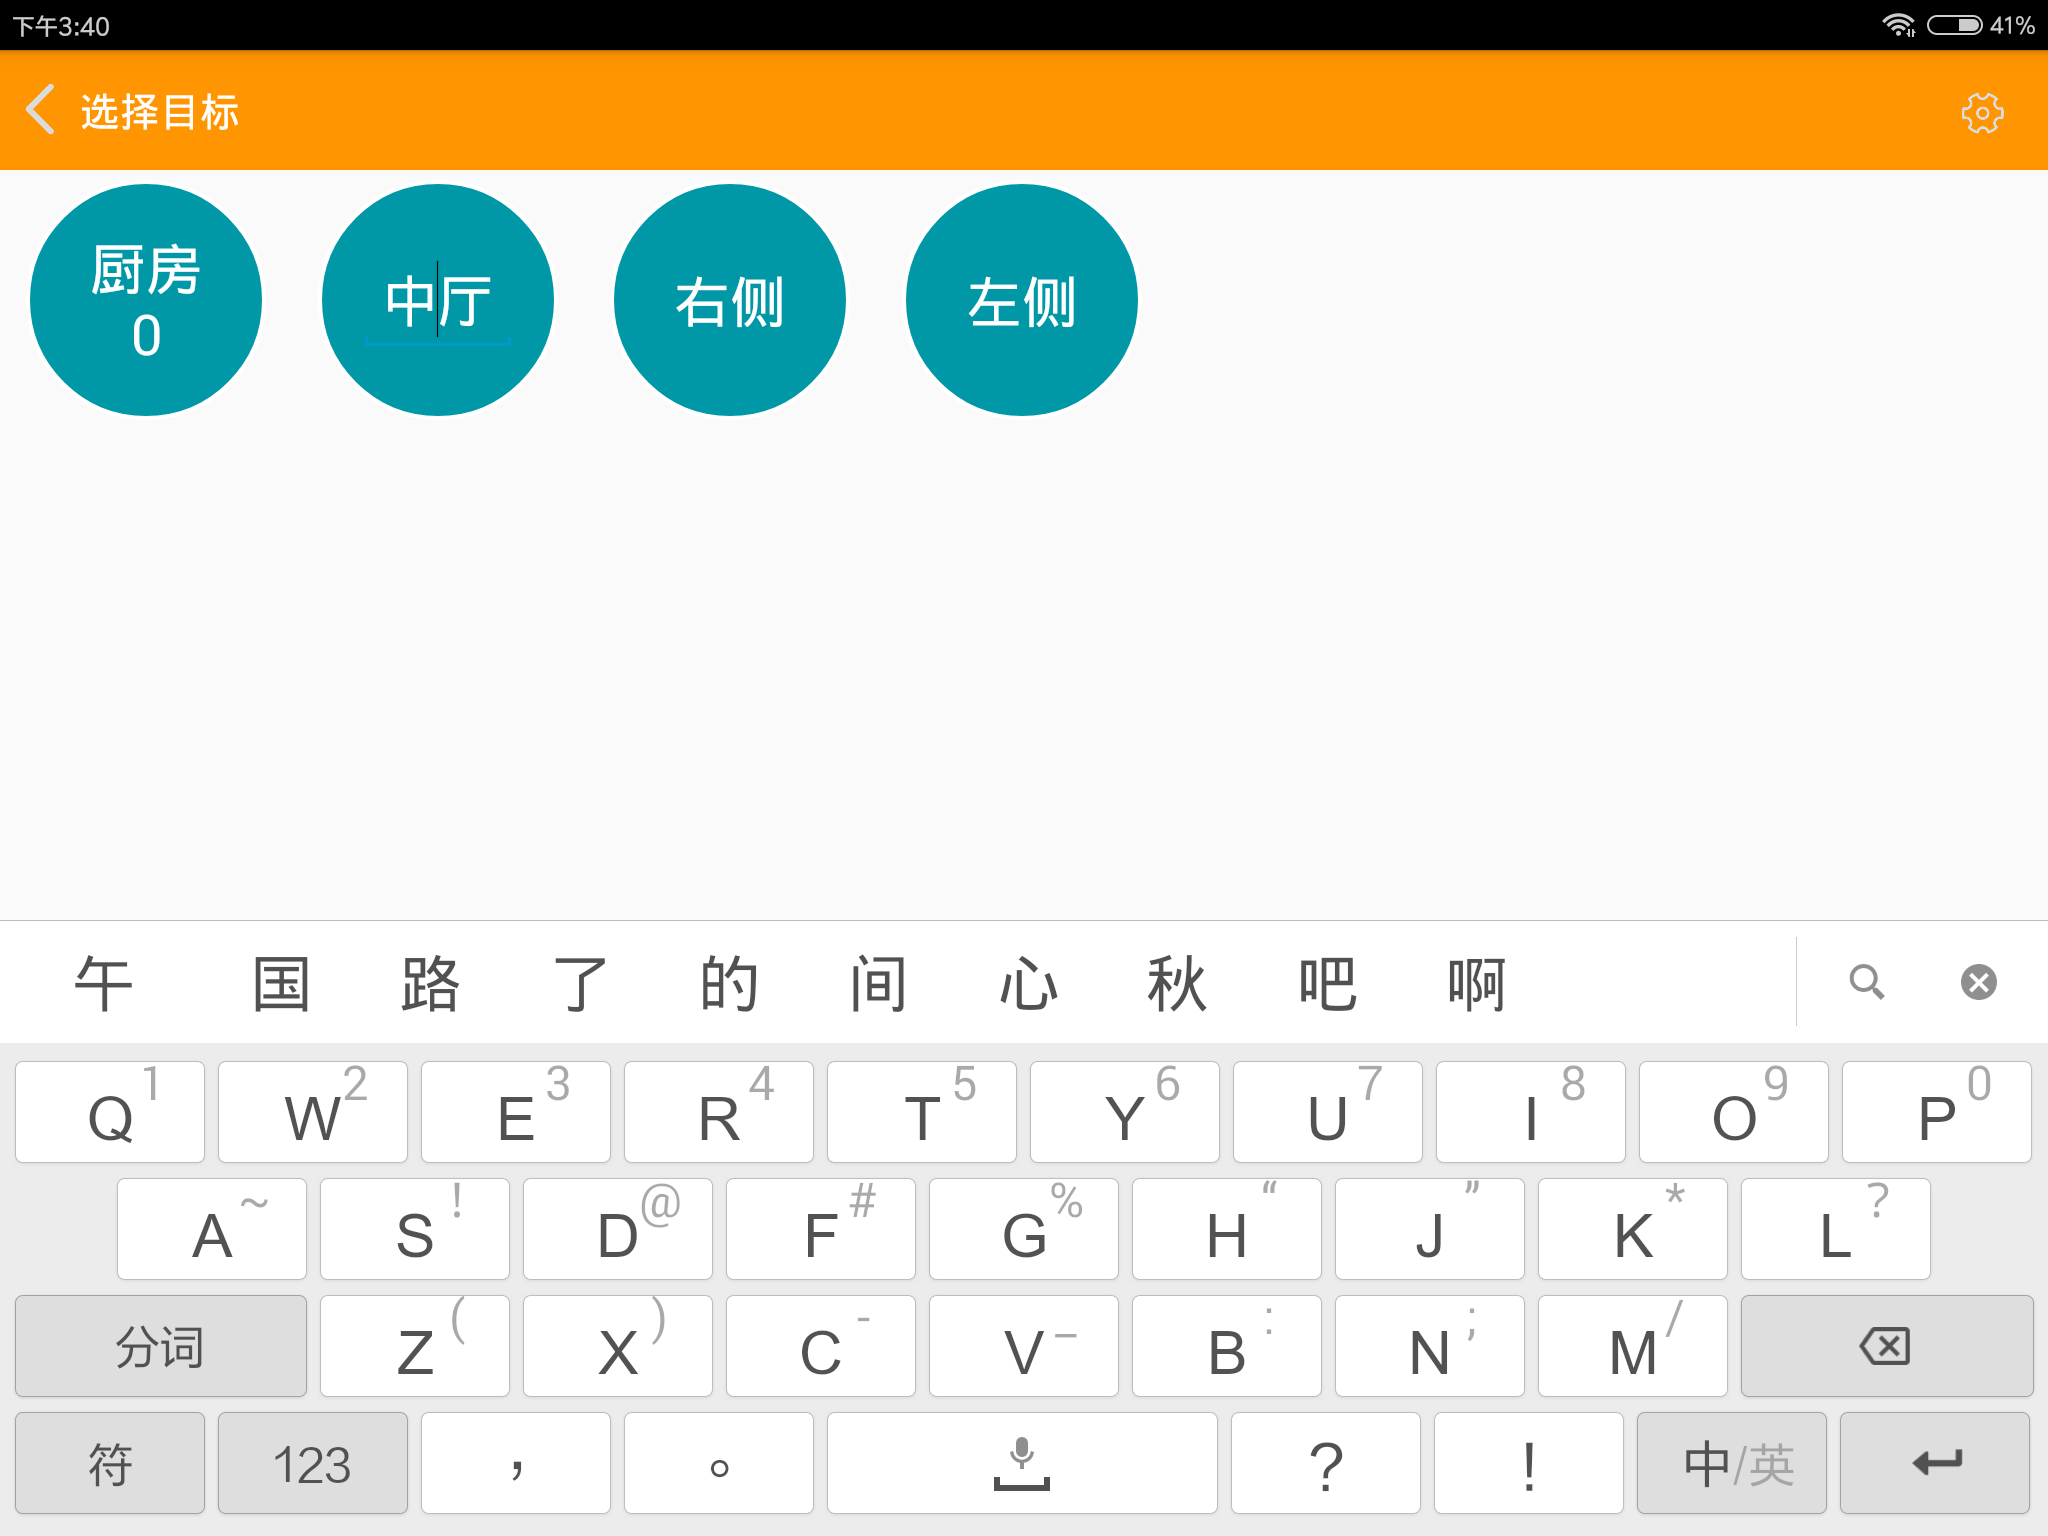 下午3:40 41%
选择目标
厨房
0
中厅
右侧
左侧
午 国 路 了 的 间 心 秋 吧 啊
Q 1 W 2 E 3 R 4 T 5 Y 6 U 7 I 8 O 9 P 0
A ~ S ! D @ F # G % H “ J ” K * L ?
分词 Z ( X ) C - V _ B : N ; M /
符 123 , 。 ? ! 中/英